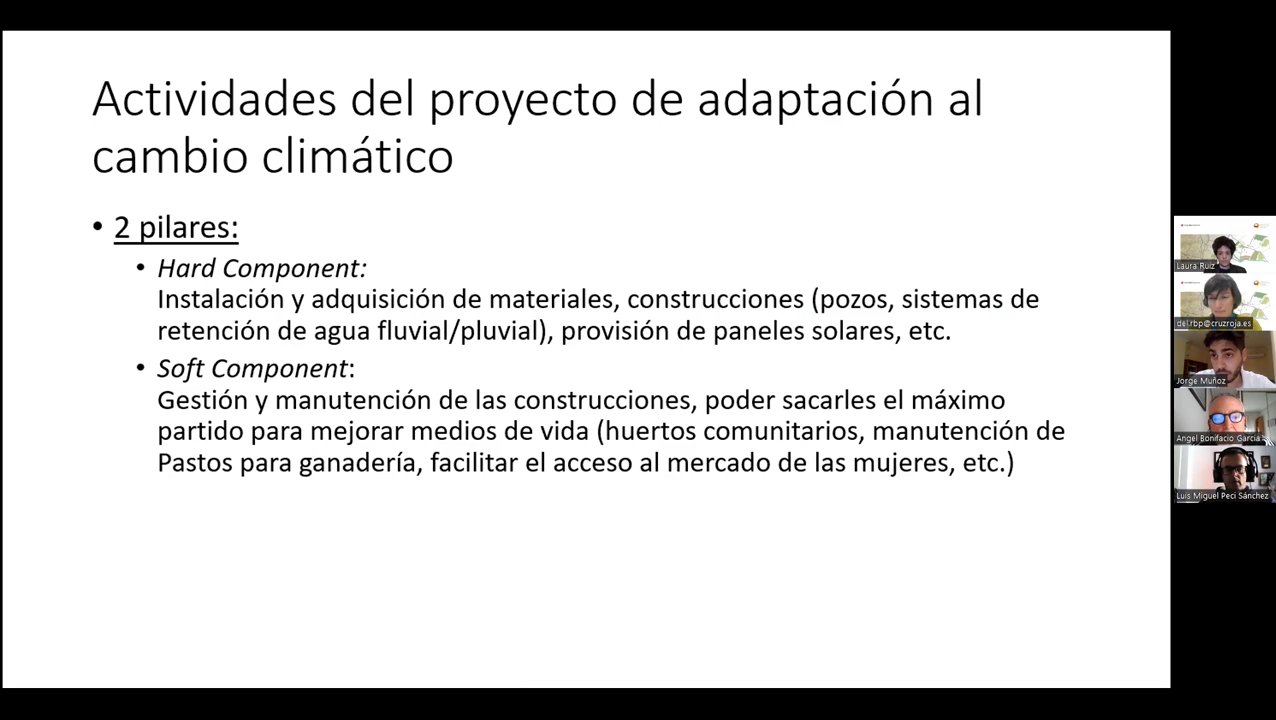 Actividades del proyecto de adaptación al
cambio climático
• 2 pilares:
• Hard Component:
Instalación y adquisición de materiales, construcciones (pozos, sistemas de
retención de agua fluvial/pluvial), provisión de paneles solares, etc.
• Soft Component:
Gestión y manutención de las construcciones, poder sacarles el máximo
partido para mejorar medios de vida (huertos comunitarios, manutención de
Pastos para ganadería, facilitar el acceso al mercado de las mujeres, etc.)
Laura Ruiz
del.rbp@cruzroja.es
Jorge Muñoz
Angel Bonifacio Garcia
Luis Miguel Peci Sánchez